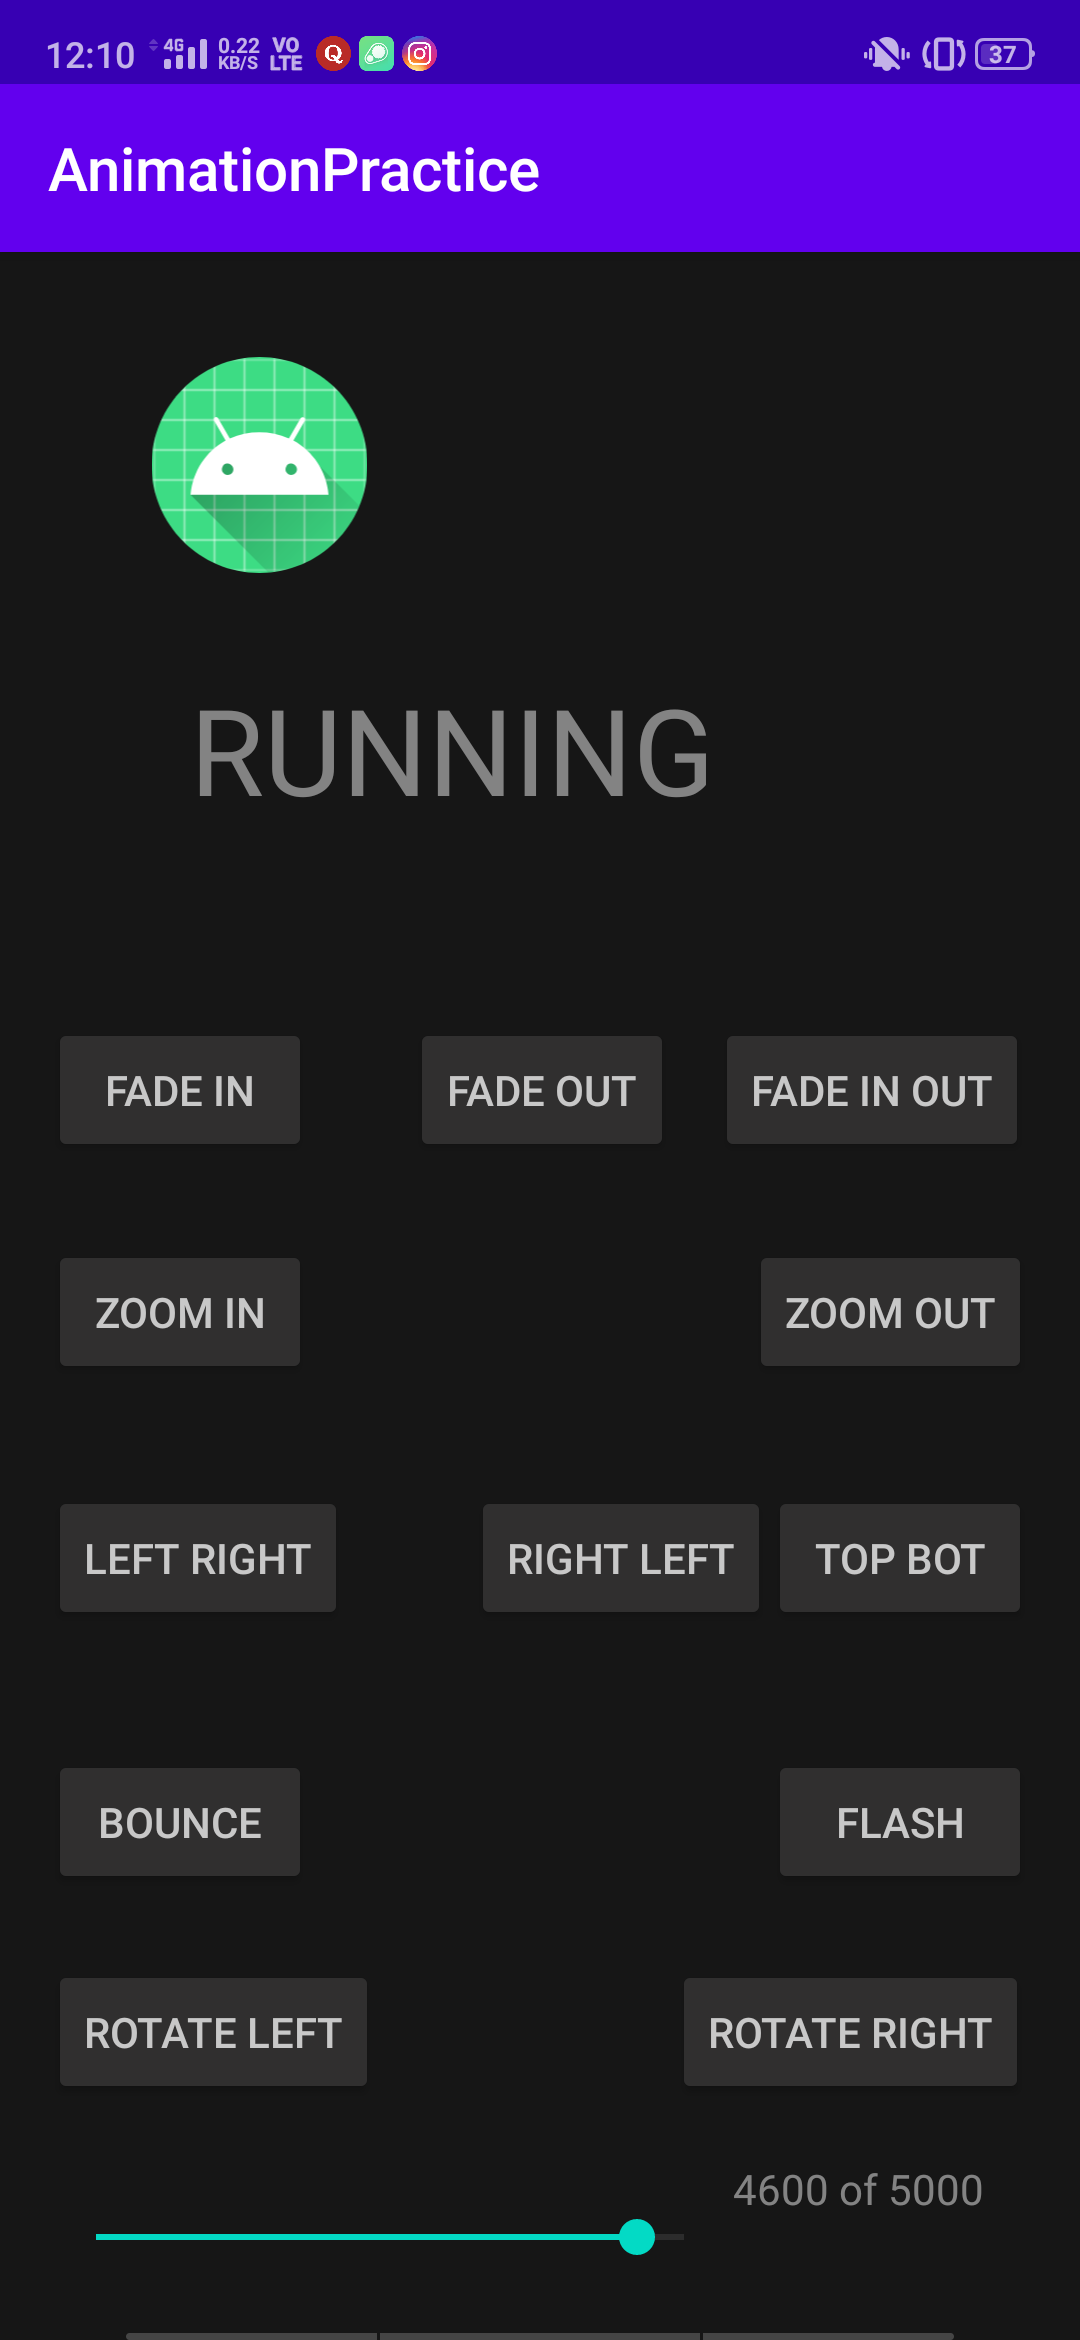 12:10 4G 0.22 KB/S VO LTE Q 37
AnimationPractice
RUNNING
FADE IN FADE OUT FADE IN OUT
ZOOM IN ZOOM OUT
LEFT RIGHT RIGHT LEFT TOP BOT
BOUNCE FLASH
ROTATE LEFT ROTATE RIGHT
4600 of 5000